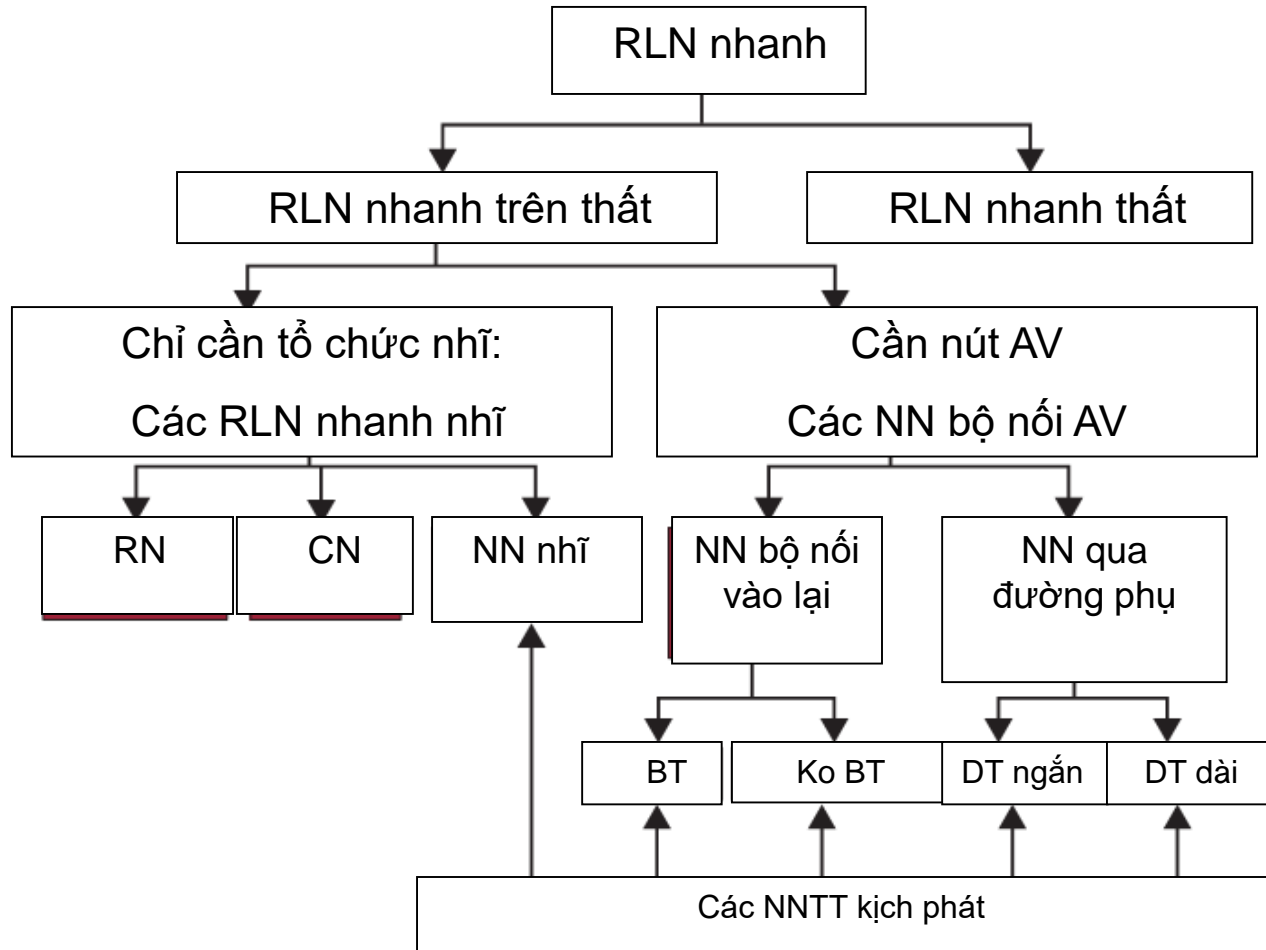 RLN nhanh
RLN nhanh trên thất
RLN nhanh thất
Chỉ cần tổ chức nhĩ:
Các RLN nhanh nhĩ
Cần nút AV
Các NN bộ nối AV
RN
CN
NN nhĩ
NN bộ nối
vào lại
NN qua
đường phụ
BT
Ko BT
DT ngắn
DT dài
Các NNTT kịch phát